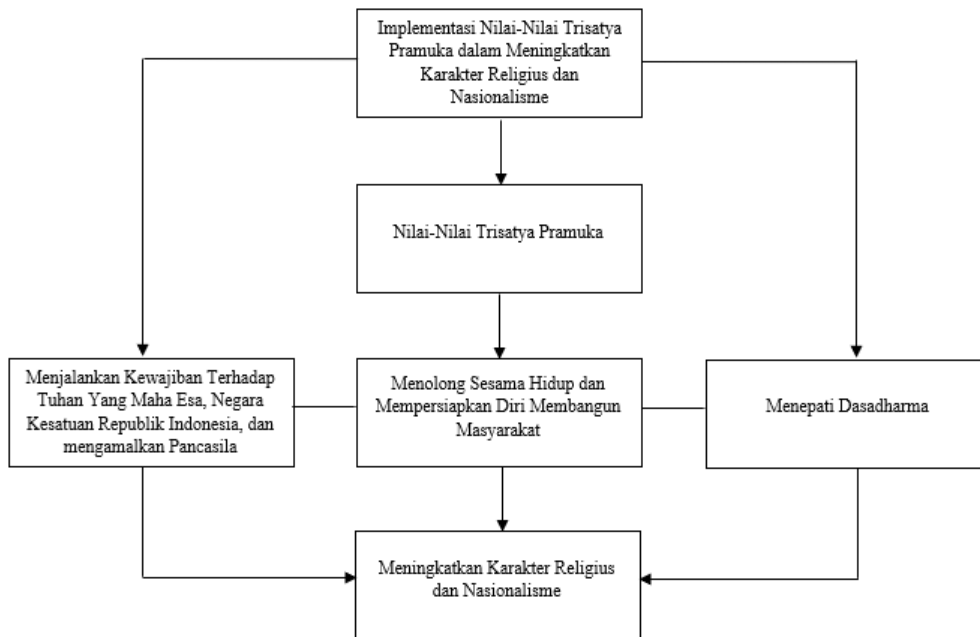 Implementasi Nilai-Nilai Trisatya
Pramuka dalam Meningkatkan
Karakter Religius dan
Nasionalisme
Nilai-Nilai Trisatya Pramuka
Menjalankan Kewajiban Terhadap
Tuhan Yang Maha Esa, Negara
Kesatuan Republik Indonesia, dan
mengamalkan Pancasila
Menolong Sesama Hidup dan
Mempersiapkan Diri Membangun
Masyarakat
Menepati Dasadharma
Meningkatkan Karakter Religius
dan Nasionalisme